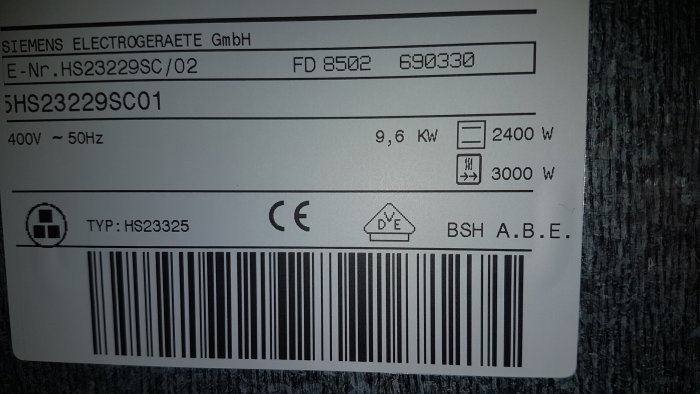 SIEMENS ELECTROGERAETE GmbH
E-Nr.HS23229SC/02 FD 8502 690330
5HS23229SC01
400V ~ 50Hz 9,6 KW 2400 W
3000 W
TYP:HS23325 CE DVE BSH A.B.E.